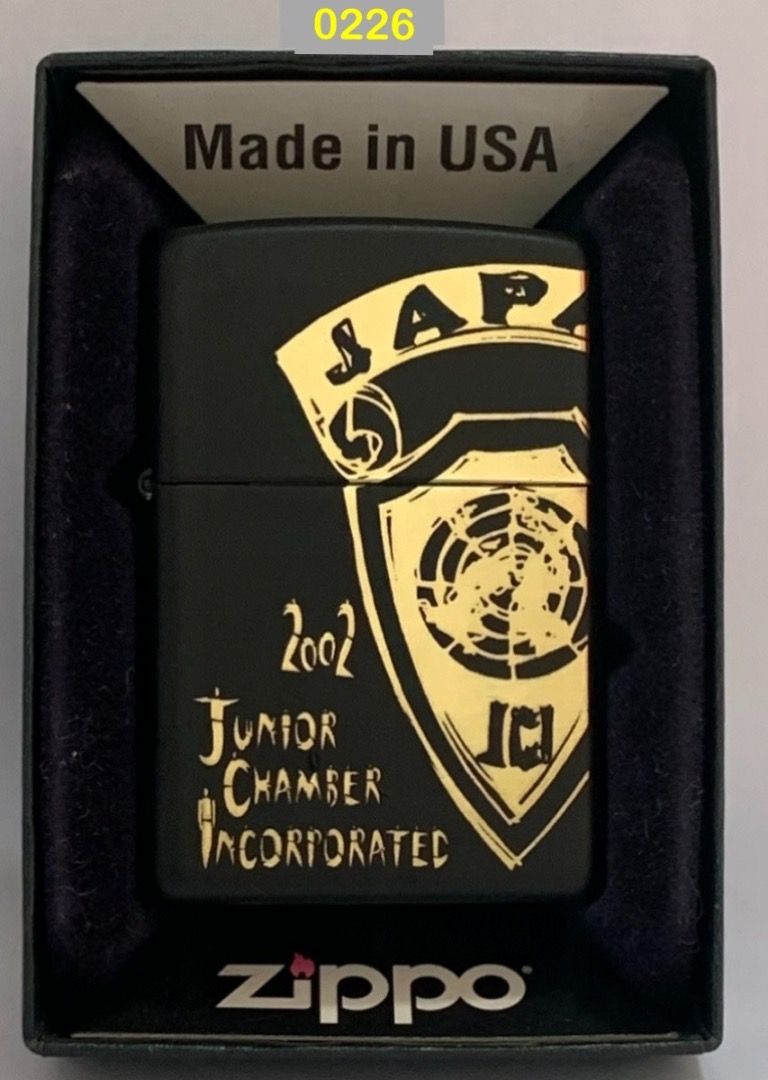 0226
Made in USA
JAPA
2002
JUNIOR
CHAMBER
INCORPORATED
JCI
zippo